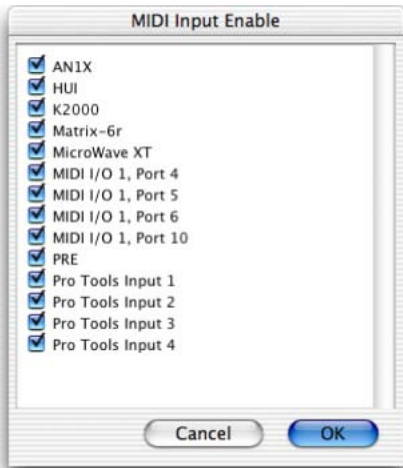 MIDI Input Enable
AN1X
HUI
K2000
Matrix-6r
MicroWave XT
MIDI I/O 1, Port 4
MIDI I/O 1, Port 5
MIDI I/O 1, Port 6
MIDI I/O 1, Port 10
PRE
Pro Tools Input 1
Pro Tools Input 2
Pro Tools Input 3
Pro Tools Input 4
Cancel OK